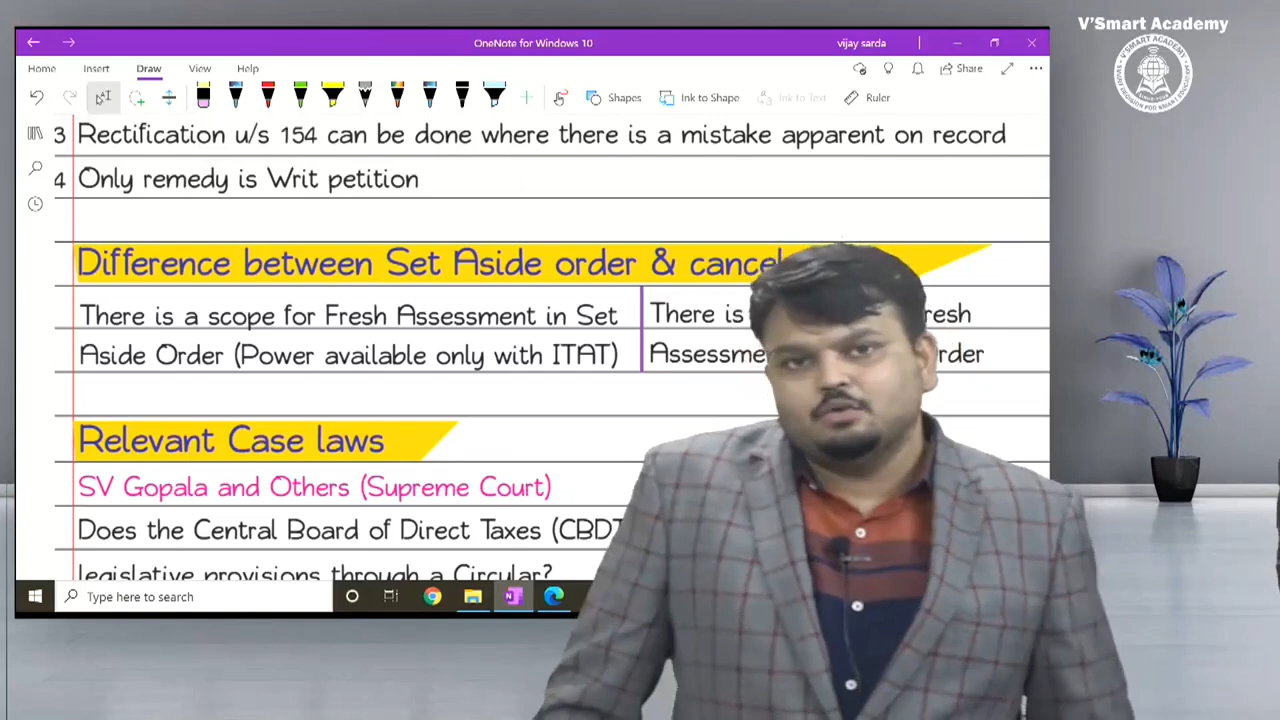 V'Smart Academy
OneNote for Windows 10
vijay sarda
Home Insert Draw View Help
Share
Shapes
Ink to Shape
Ink to Text
Ruler
3 Rectification u/s 154 can be done where there is a mistake apparent on record
4 Only remedy is Writ petition
Difference between Set Aside order & cancel
There is a scope for Fresh Assessment in Set
Aside Order (Power available only with ITAT)
There is
Relevant Case laws
SV Gopala and Others (Supreme Court)
Does the Central Board of Direct Taxes (CBDT
legislative provisions through a Circular?
Type here to search